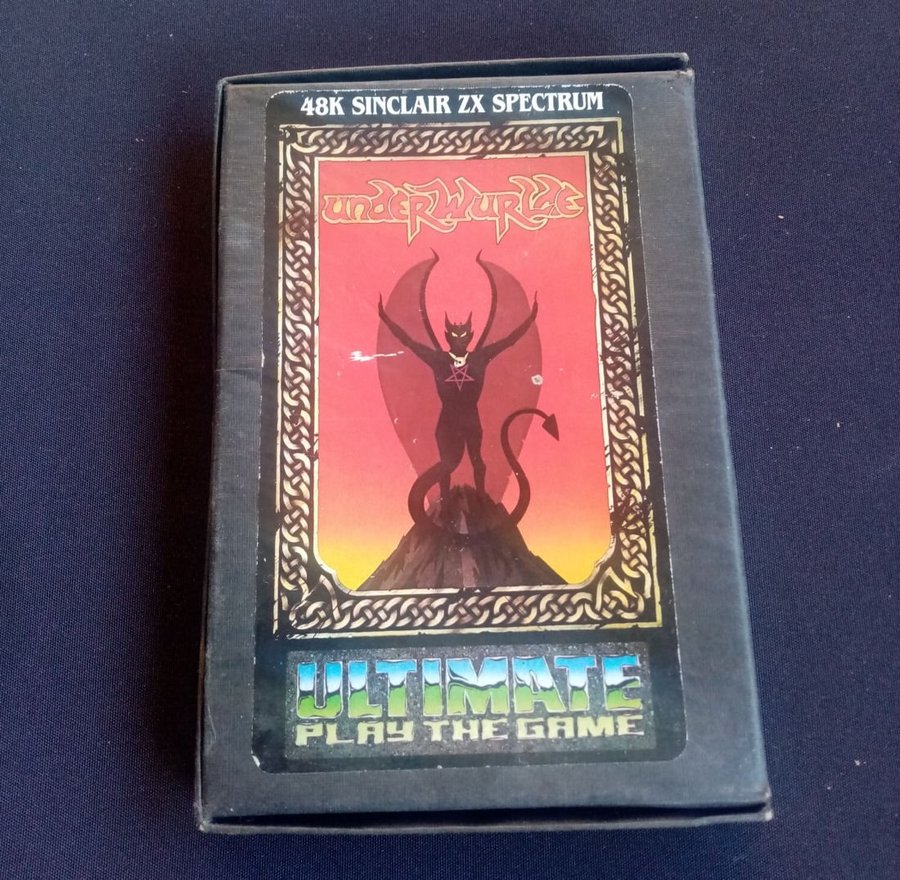 48K SINCLAIR ZX SPECTRUM
underwurlde
ULTIMATE
PLAY THE GAME